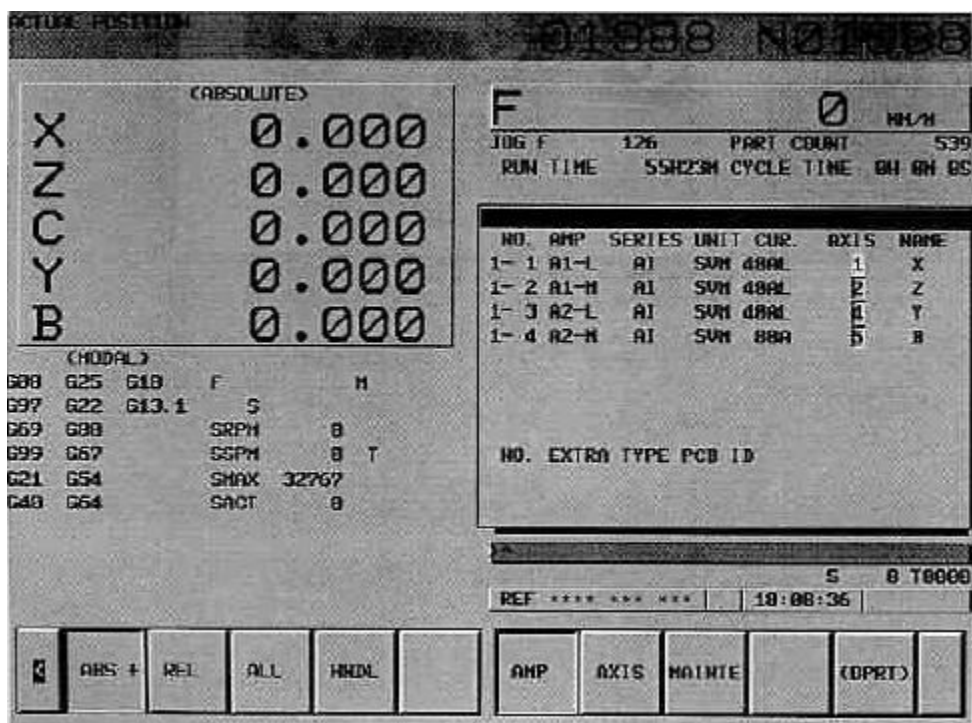 ACTUAL POSITION
(ABSOLUTE)
X 0.000
Z 0.000
C 0.000
Y 0.000
B 0.000
(MODAL)
G25 G18 F M
G97 G22 G13.1 S
G69 SRPM 0
G99 G67 SSPM 0 T
G21 G54 SMAX 32767
G40 G64 SACT 0
F 0 MM/M
JOG F 126 PART COUNT 539
RUN TIME 55H23M CYCLE TIME 0H 0M 0S
NO. AMP SERIES UNIT CUR. AXIS NAME
1- 1 A1-L AI SVM 40AL 1 X
1- 2 A1-M AI SVM 40AL 2 Z
1- 3 A2-L AI SVM 40AL 4 Y
1- 4 A2-M AI SVM 80A 5 B
NO. EXTRA TYPE PCB ID
>^
S 0 T0000
REF **** *** ***
ABS + REL ALL HNDL
AMP AXIS MAINTE (OPRT)